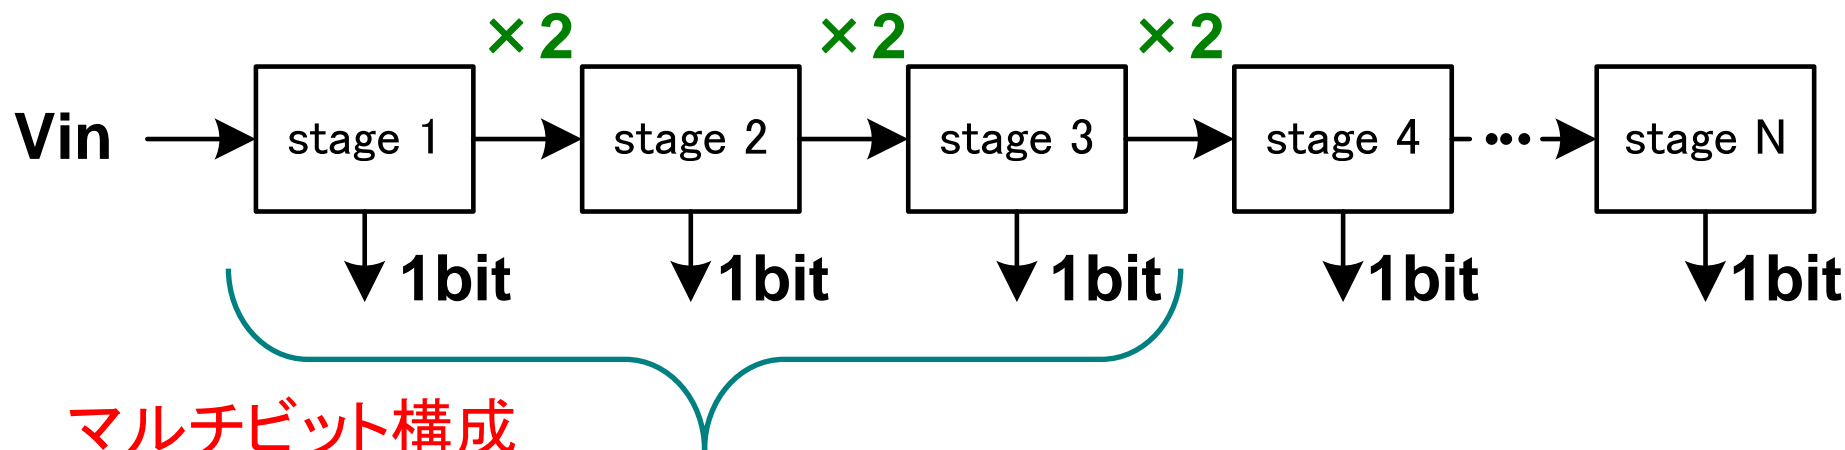 ×2 ×2 ×2
Vin stage 1 stage 2 stage 3 stage 4 ••• stage N
1bit 1bit 1bit 1bit 1bit
マルチビット構成